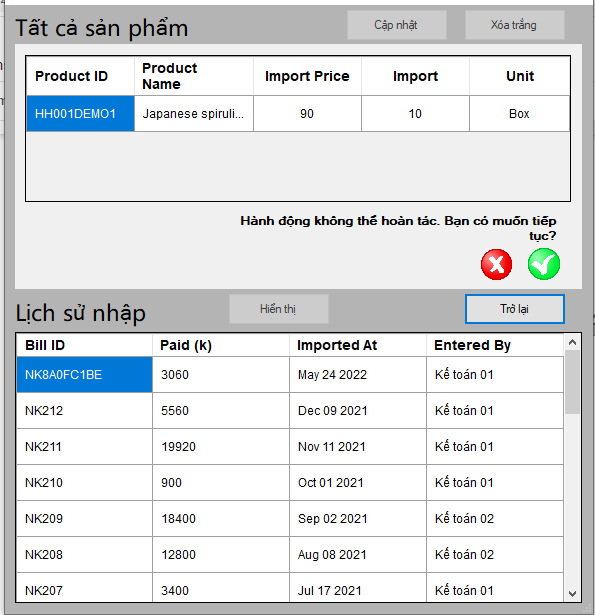 Tất cả sản phẩm
Cập nhật
Xóa trắng
Product ID
Product
Name
Import Price
Import
Unit
HH001DEMO1
Japanese spiruli...
90
10
Box
Hành động không thể hoàn tác. Bạn có muốn tiếp
tục?
Lịch sử nhập
Hiển thị
Trở lại
Bill ID
Paid (k)
Imported At
Entered By
NK8A0FC1BE
3060
May 24 2022
Kế toán 01
NK212
5560
Dec 09 2021
Kế toán 01
NK211
19920
Nov 11 2021
Kế toán 01
NK210
900
Oct 01 2021
Kế toán 01
NK209
18400
Sep 02 2021
Kế toán 02
NK208
12800
Aug 08 2021
Kế toán 02
NK207
3400
Jul 17 2021
Kế toán 01